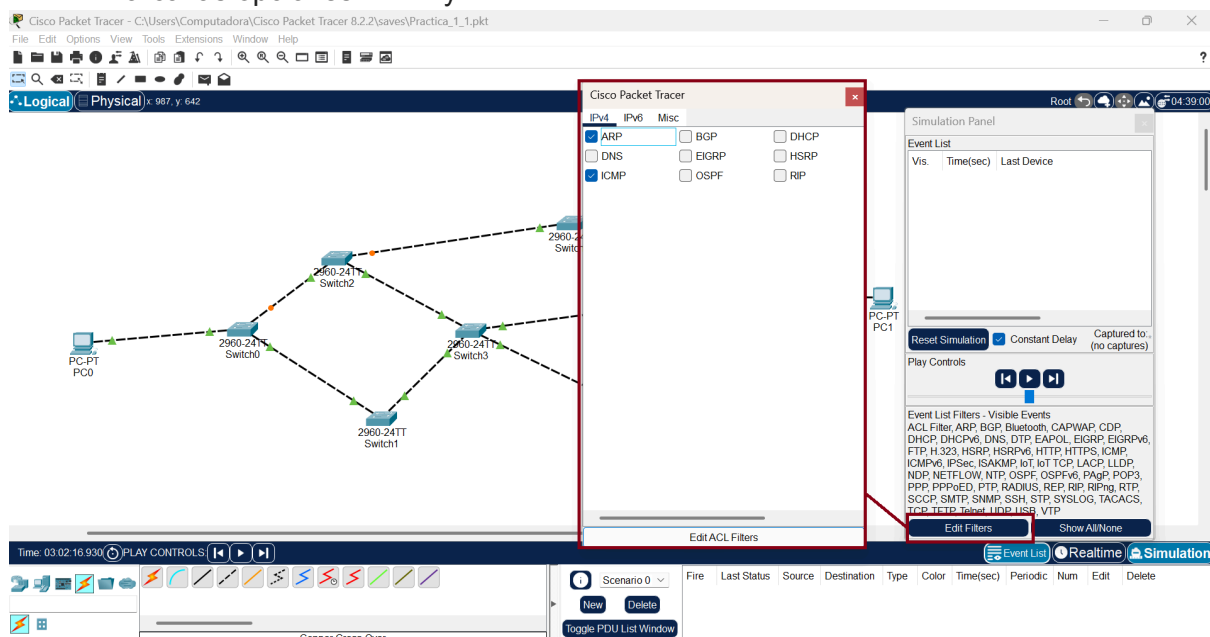 Cisco Packet Tracer - C:\Users\Computadora\Cisco Packet Tracer 8.2.2\saves\Practica_1_1.pkt
File Edit Options View Tools Extensions Window Help
?
Logical Physical x: 987, y: 642
Root 04:39:00
Cisco Packet Tracer
IPv4 IPv6 Misc
ARP BGP DHCP
DNS EIGRP HSRP
ICMP OSPF RIP
Edit ACL Filters
2960-24TT
Switch2
2960-24TT
Switch0
2960-24TT
Switch3
2960-24TT
Switch1
PC-PT
PC0
PC-PT
PC1
Simulation Panel
Event List
Vis. Time(sec) Last Device
Reset Simulation Constant Delay Captured to:
(no captures)
Play Controls
Event List Filters - Visible Events
ACL Filter, ARP, BGP, Bluetooth, CAPWAP, CDP,
DHCP, DHCPv6, DNS, DTP, EAPOL, EIGRP, EIGRPv6,
FTP, H.323, HSRP, HSRPv6, HTTP, HTTPS, ICMP,
ICMPv6, IPSec, ISAKMP, IoT, IoT TCP, LACP, LLDP,
NDP, NETFLOW, NTP, OSPF, OSPFv6, PAgP, POP3,
PPP, PPPoED, PTP, RADIUS, REP, RIP, RIPng, RTP,
SCCP, SMTP, SNMP, SSH, STP, SYSLOG, TACACS,
TCP, TFTP, Telnet, UDP, USB, VTP
Edit Filters Show All/None
Time: 03:02:16.930 PLAY CONTROLS:
Event List Realtime Simulation
Scenario 0
New Delete
Toggle PDU List Window
Fire Last Status Source Destination Type Color Time(sec) Periodic Num Edit Delete